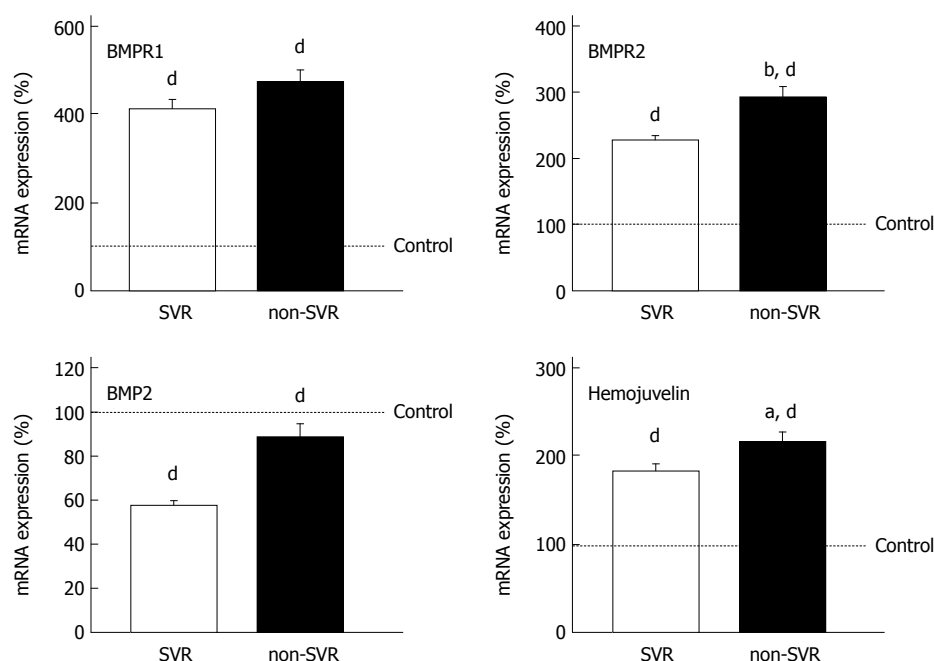 600
BMPR1
d
d
400
200
0
mRNA expression (%)
Control
SVR non-SVR
400
BMPR2
b, d
d
300
200
100
0
mRNA expression (%)
Control
SVR non-SVR
120
BMP2
d
d
100
80
60
40
20
0
mRNA expression (%)
Control
SVR non-SVR
300
Hemojuvelin
a, d
d
200
100
0
mRNA expression (%)
Control
SVR non-SVR